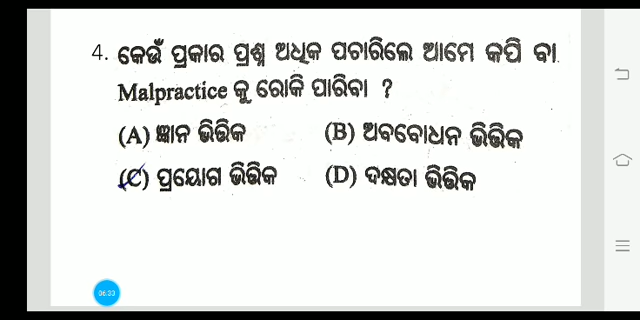 4. କେଉଁ ପ୍ରକାର ପ୍ରଶ୍ନ ଅଧିକ ପଚାରିଲେ ଆମେ କପି ବା
Malpractice କୁ ରୋକି ପାରିବା ?
(A) ଜ୍ଞାନ ଭିତ୍ତିକ (B) ଅବବୋଧନ ଭିତ୍ତିକ
(C) ପ୍ରୟୋଗ ଭିତ୍ତିକ (D) ଦକ୍ଷତା ଭିତ୍ତିକ
06:33